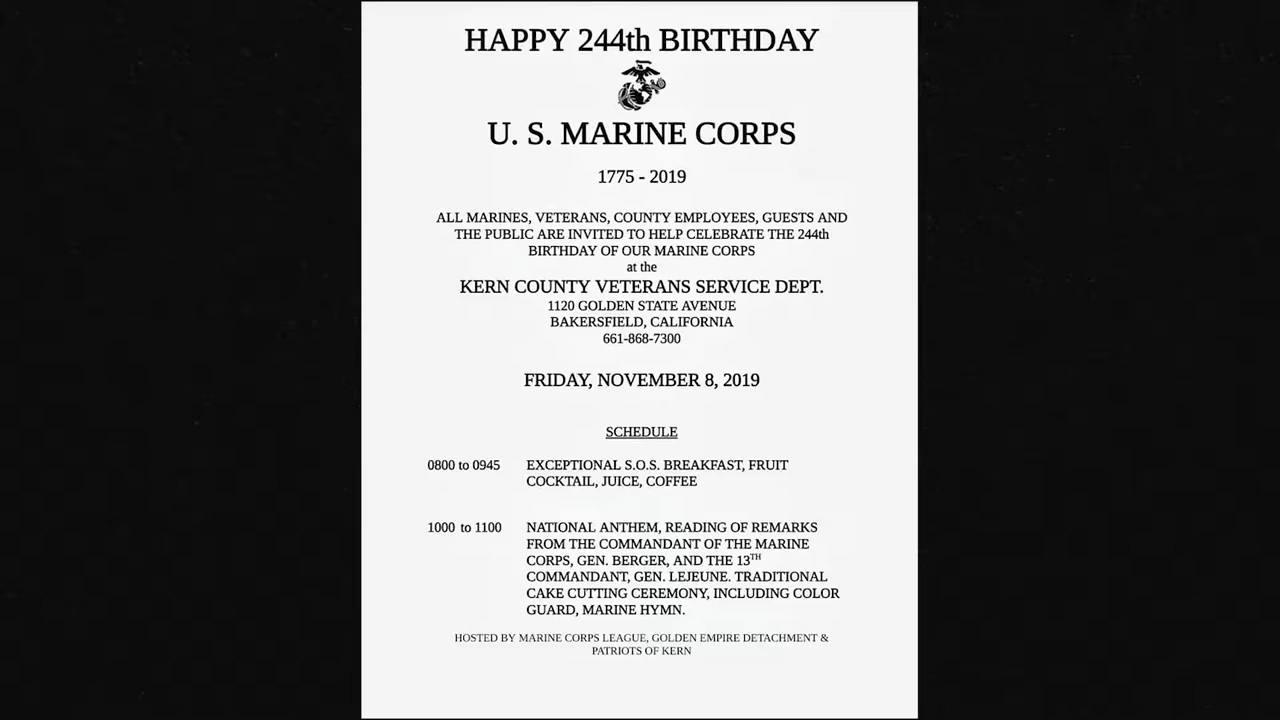 HAPPY 244th BIRTHDAY
U. S. MARINE CORPS
1775 - 2019
ALL MARINES, VETERANS, COUNTY EMPLOYEES, GUESTS AND
THE PUBLIC ARE INVITED TO HELP CELEBRATE THE 244th
BIRTHDAY OF OUR MARINE CORPS
at the
KERN COUNTY VETERANS SERVICE DEPT.
1120 GOLDEN STATE AVENUE
BAKERSFIELD, CALIFORNIA
661-868-7300
FRIDAY, NOVEMBER 8, 2019
SCHEDULE
0800 to 0945 EXCEPTIONAL S.O.S. BREAKFAST, FRUIT
COCKTAIL, JUICE, COFFEE
1000 to 1100 NATIONAL ANTHEM, READING OF REMARKS
FROM THE COMMANDANT OF THE MARINE
CORPS, GEN. BERGER, AND THE 13TH
COMMANDANT, GEN. LEJEUNE. TRADITIONAL
CAKE CUTTING CEREMONY, INCLUDING COLOR
GUARD, MARINE HYMN.
HOSTED BY MARINE CORPS LEAGUE, GOLDEN EMPIRE DETACHMENT &
PATRIOTS OF KERN